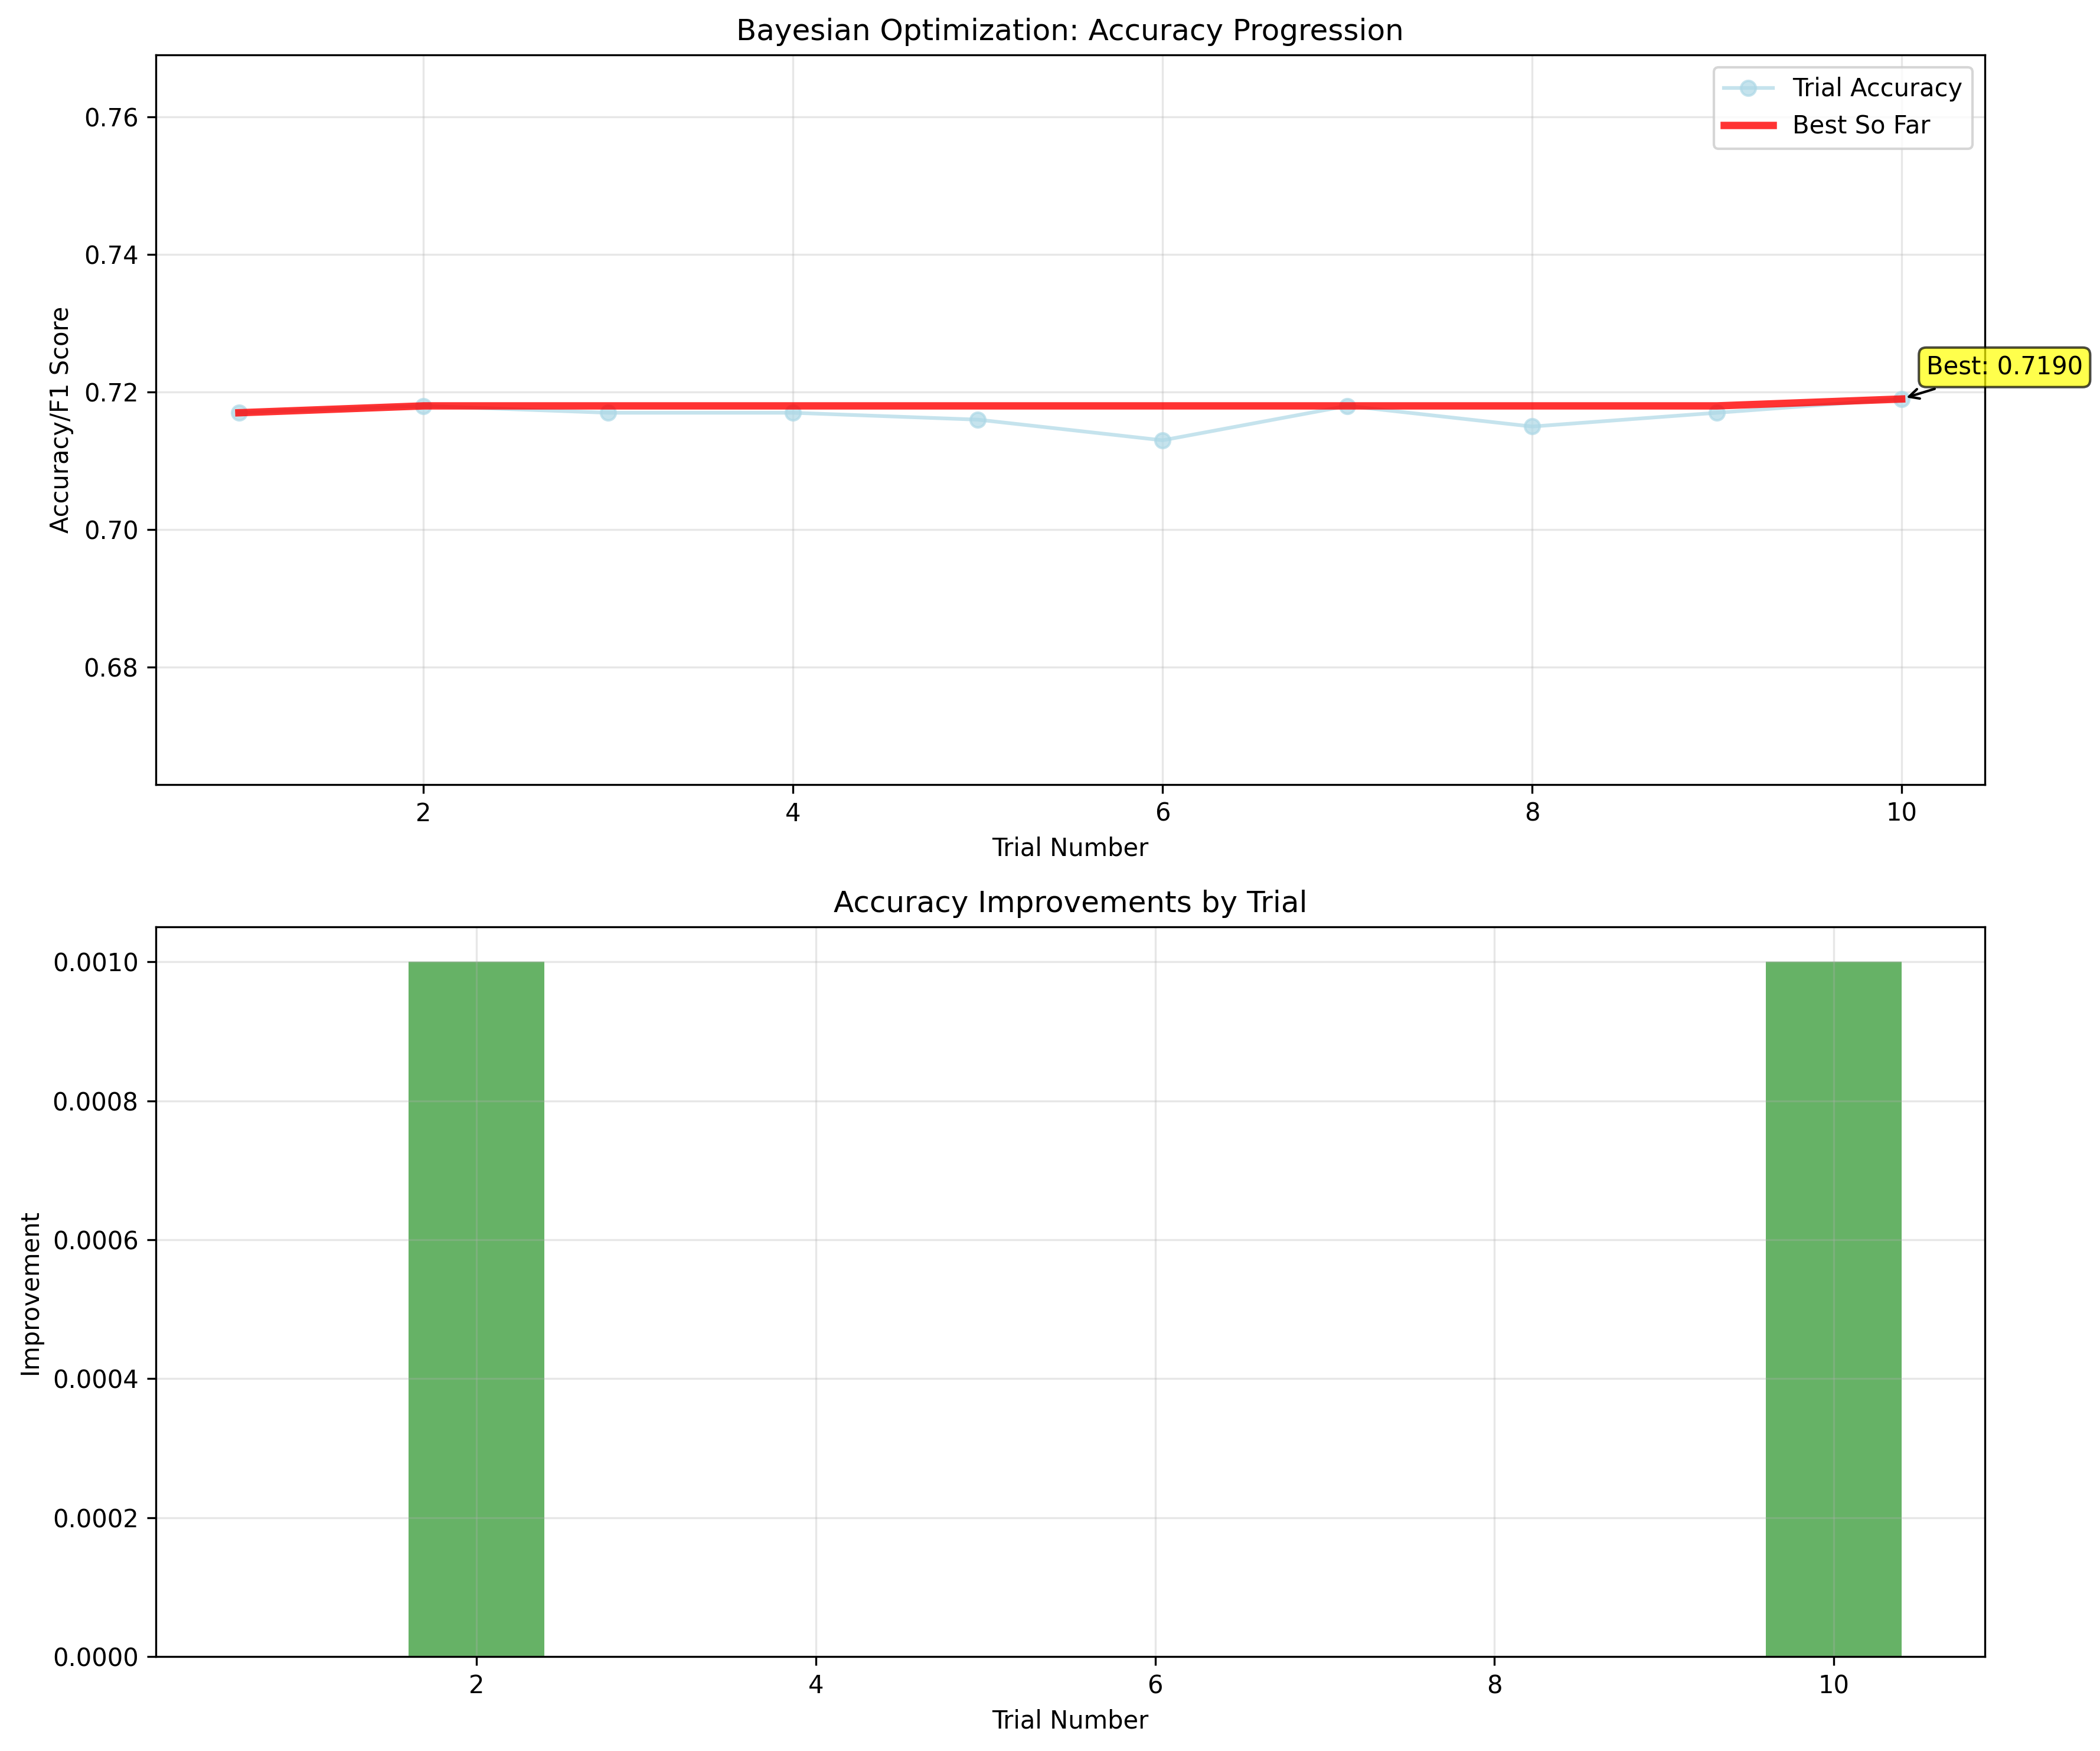 Bayesian Optimization: Accuracy Progression
Trial Accuracy
Best So Far
0.76
0.74
0.72
0.70
0.68
Accuracy/F1 Score
Best: 0.7190
2 4 6 8 10
Trial Number
Accuracy Improvements by Trial
0.0010
0.0008
0.0006
0.0004
0.0002
0.0000
Improvement
2 4 6 8 10
Trial Number